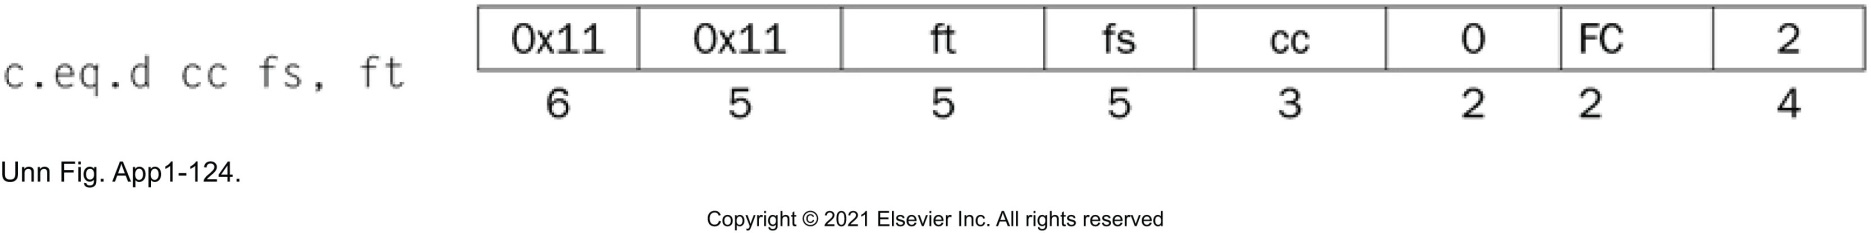 0x11 0x11 ft fs cc 0 FC 2
c.eq.d cc fs, ft
6 5 5 5 3 2 2 4
Unn Fig. App1-124.
Copyright © 2021 Elsevier Inc. All rights reserved